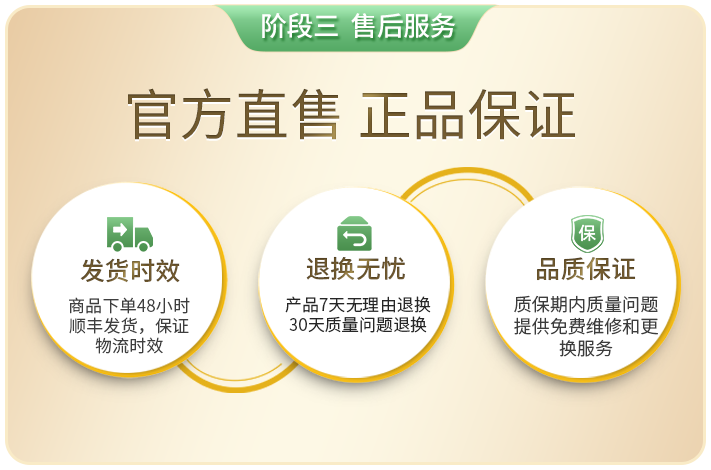 阶段三 售后服务
官方直售 正品保证
发货时效
商品下单48小时
顺丰发货，保证
物流时效
退换无忧
产品7天无理由退换
30天质量问题退换
保
品质保证
质保期内质量问题
提供免费维修和更
换服务